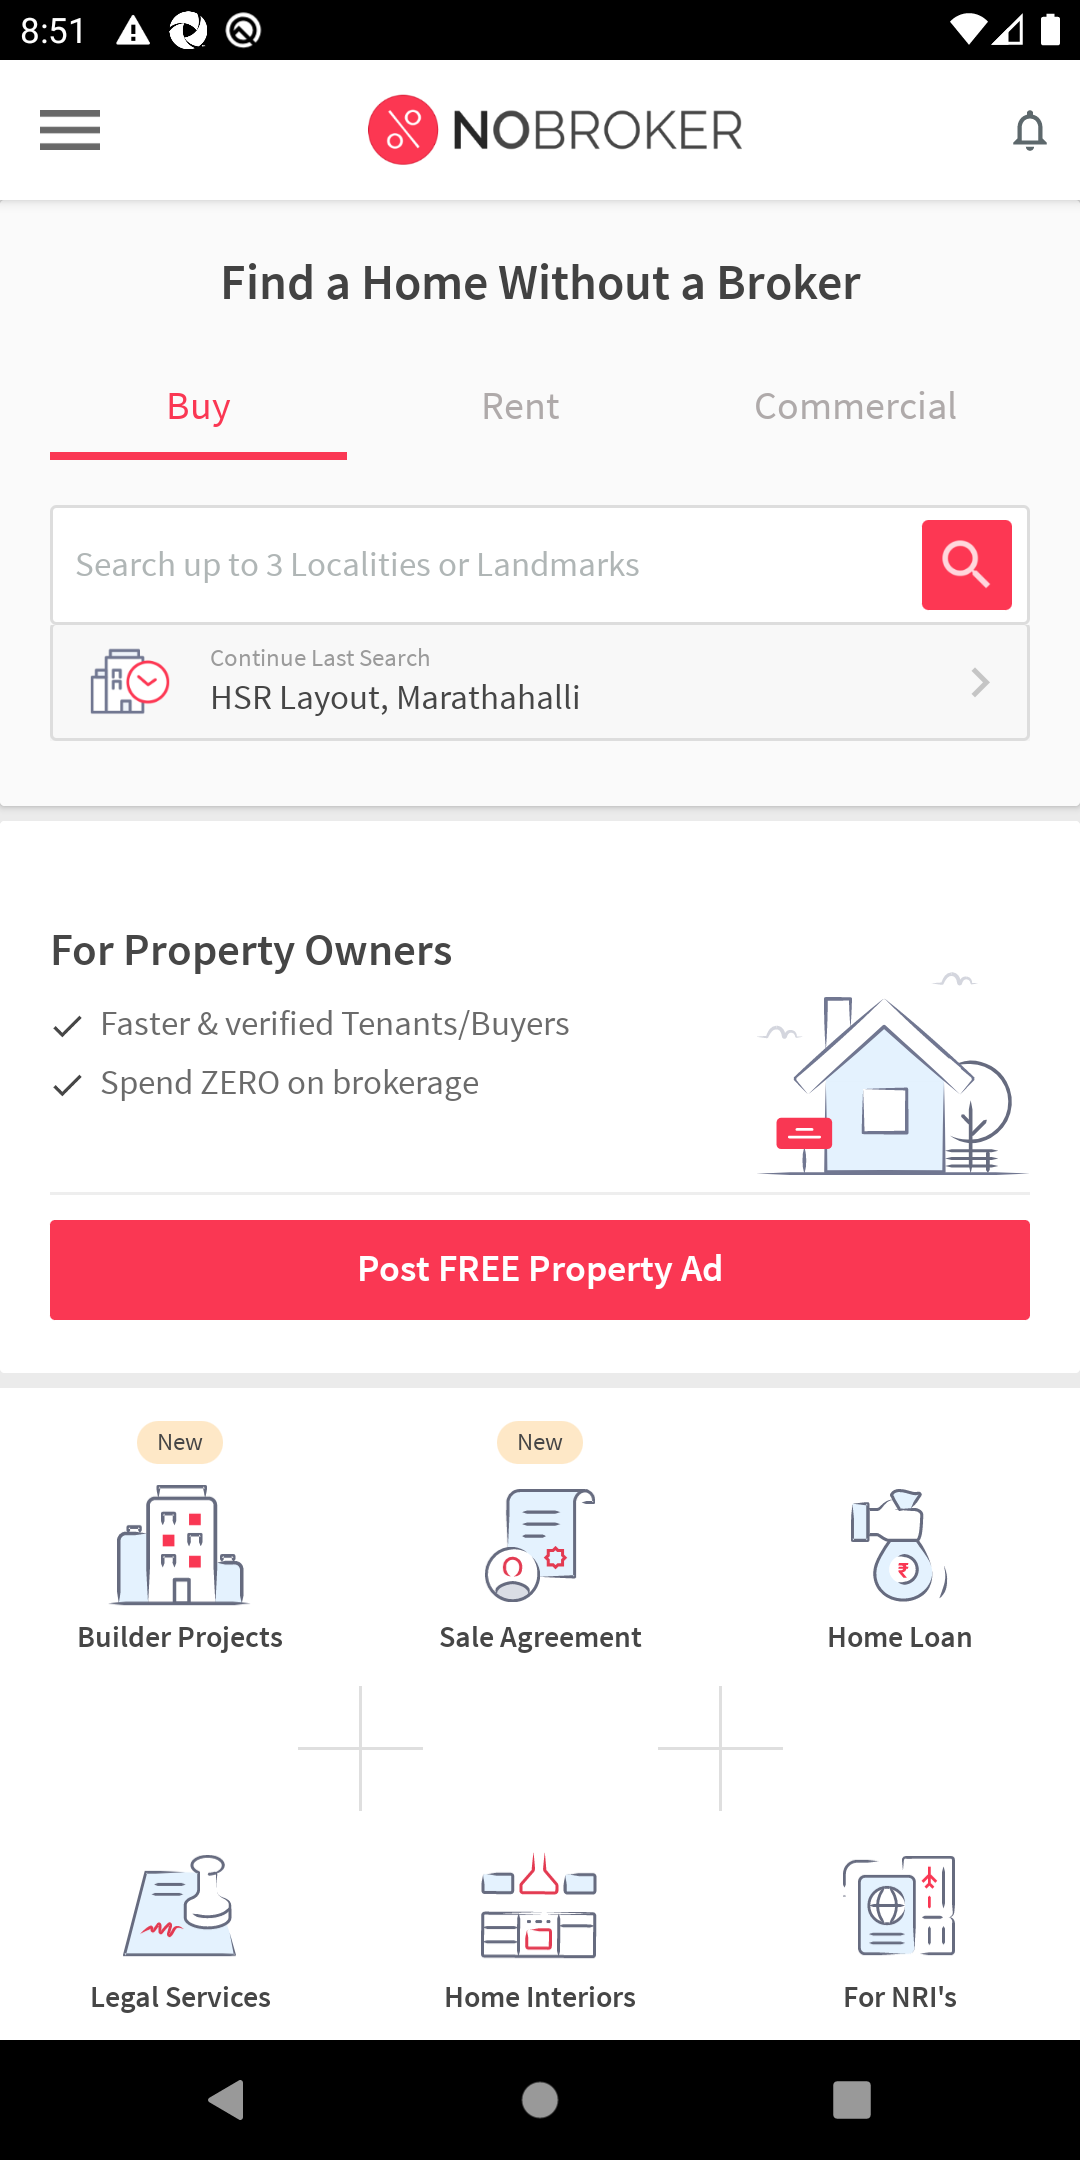 8:51
NOBROKER
Find a Home Without a Broker
Buy
Rent
Commercial
Search up to 3 Localities or Landmarks
Continue Last Search
HSR Layout, Marathahalli
For Property Owners
Faster & verified Tenants/Buyers
Spend ZERO on brokerage
Post FREE Property Ad
New
New
Builder Projects
Sale Agreement
₹
Home Loan
Legal Services
Home Interiors
For NRI's